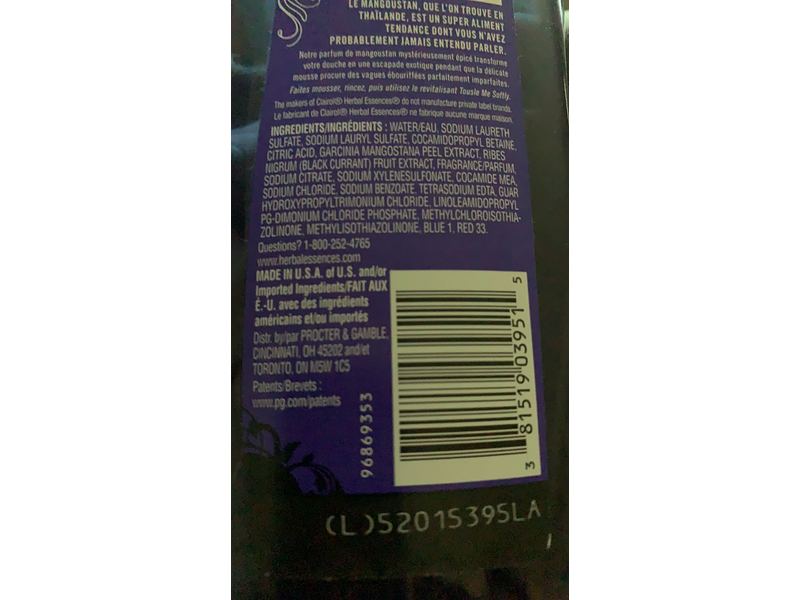 LE MANGOUSTAN, QUE L'ON TROUVE EN
THAÏLANDE, EST UN SUPER ALIMENT
TENDANCE DONT VOUS N'AVEZ
PROBABLEMENT JAMAIS ENTENDU PARLER.
Notre parfum de mangoustan mystérieusement épicé transforme
votre douche en une escapade exotique pendant que la délicate
mousse procure des vagues ébouriffées parfaitement imparfaites.
Faites mousser, rincez, puis utilisez le revitalisant Tousle Me Softly.
The makers of Clairol® Herbal Essences® do not manufacture private label brands.
Le fabricant de Clairol® Herbal Essences® ne fabrique aucune marque maison.
INGREDIENTS/INGRÉDIENTS : WATER/EAU, SODIUM LAURETH
SULFATE, SODIUM LAURYL SULFATE, COCAMIDOPROPYL BETAINE,
CITRIC ACID, GARCINIA MANGOSTANA PEEL EXTRACT, RIBES
NIGRUM (BLACK CURRANT) FRUIT EXTRACT, FRAGRANCE/PARFUM,
SODIUM CITRATE, SODIUM XYLENESULFONATE, COCAMIDE MEA,
SODIUM CHLORIDE, SODIUM BENZOATE, TETRASODIUM EDTA, GUAR
HYDROXYPROPYLTRIMONIUM CHLORIDE, LINOLEAMIDOPROPYL
PG-DIMONIUM CHLORIDE PHOSPHATE, METHYLCHLOROISOTHIA-
ZOLINONE, METHYLISOTHIAZOLINONE, BLUE 1, RED 33.
Questions? 1-800-252-4765
www.herbalessences.com
MADE IN U.S.A. of U.S. and/or
Imported Ingredients/FAIT AUX
É.-U. avec des ingrédients
américains et/ou importés
Distr. by/par PROCTER & GAMBLE,
CINCINNATI, OH 45202 and/et
TORONTO, ON M5W 1C5
Patents/Brevets :
www.pg.com/patents
96869353
3 81519 03951 5
(L)52015395LA